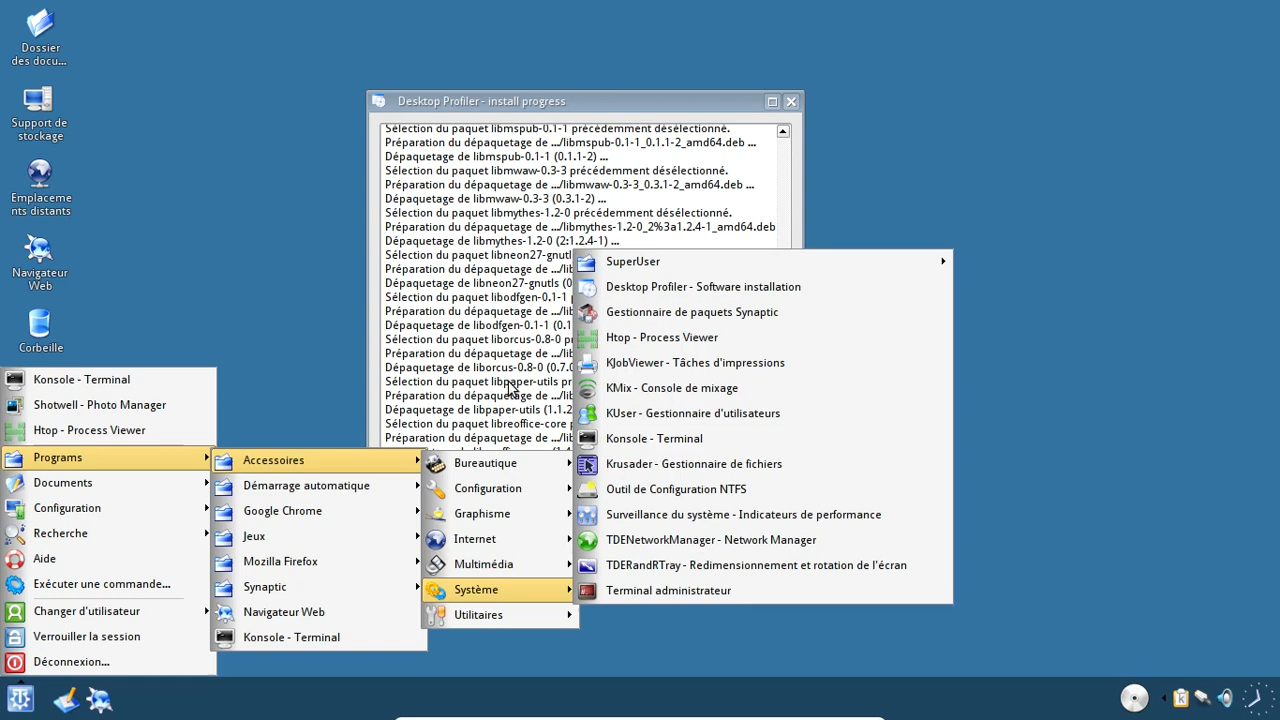 Dossier
des docu...
Support de
stockage
Emplaceme
nts distants
Navigateur
Web
Corbeille
Desktop Profiler - install progress
Sélection du paquet libmspub-0.1-1 précédemment désélectionné.
Préparation du dépaquetage de .../libmspub-0.1-1_0.1.1-2_amd64.deb ...
Dépaquetage de libmspub-0.1-1 (0.1.1-2) ...
Sélection du paquet libmwaw-0.3-3 précédemment désélectionné.
Préparation du dépaquetage de .../libmwaw-0.3-3_0.3.1-2_amd64.deb ...
Dépaquetage de libmwaw-0.3-3 (0.3.1-2) ...
Sélection du paquet libmythes-1.2-0 précédemment désélectionné.
Préparation du dépaquetage de .../libmythes-1.2-0_2%3a1.2.4-1_amd64.deb
Dépaquetage de libmythes-1.2-0 (2:1.2.4-1) ...
Sélection du paquet libneon27-gnutl
Préparation du dépaquetage de .../lib
Dépaquetage de libneon27-gnutls (0
Sélection du paquet libodfgen-0.1-1
Préparation du dépaquetage de .../lib
Dépaquetage de libodfgen-0.1-1 (0.1
Sélection du paquet liborcus-0.8-0 p
Préparation du dépaquetage de .../lib
Dépaquetage de liborcus-0.8-0 (0.7.0
Sélection du paquet libpaper-utils pr
Préparation du dépaquetage de .../lib
Dépaquetage de libpaper-utils (1.1.2
Sélection du paquet libreoffice-core
Préparation du dépaquetage de .../lib
Konsole - Terminal
Shotwell - Photo Manager
Htop - Process Viewer
Programs
Documents
Configuration
Recherche
Aide
Exécuter une commande...
Changer d'utilisateur
Verrouiller la session
Déconnexion...
Accessoires
Démarrage automatique
Google Chrome
Jeux
Mozilla Firefox
Synaptic
Navigateur Web
Konsole - Terminal
Bureautique
Configuration
Graphisme
Internet
Multimédia
Système
Utilitaires
SuperUser
Desktop Profiler - Software installation
Gestionnaire de paquets Synaptic
Htop - Process Viewer
KJobViewer - Tâches d'impressions
KMix - Console de mixage
KUser - Gestionnaire d'utilisateurs
Konsole - Terminal
Krusader - Gestionnaire de fichiers
Outil de Configuration NTFS
Surveillance du système - Indicateurs de performance
TDENetworkManager - Network Manager
TDERandRTray - Redimensionnement et rotation de l'écran
Terminal administrateur